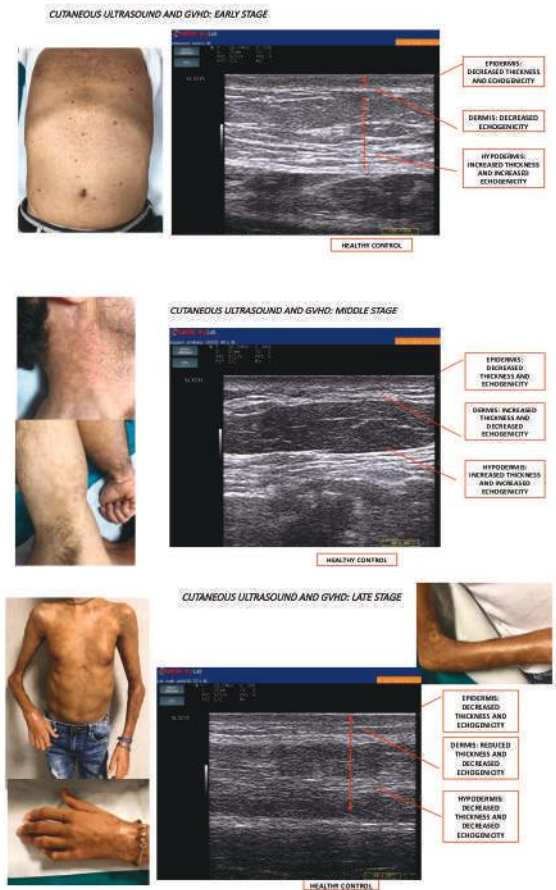 CUTANEOUS ULTRASOUND AND GVHD: EARLY STAGE
EPIDERMIS:
DECREASED THICKNESS
AND ECHOGENICITY
DERMIS: DECREASED
ECHOGENICITY
HYPODERMIS:
INCREASED THICKNESS
AND INCREASED
ECHOGENICITY
HEALTHY CONTROL
CUTANEOUS ULTRASOUND AND GVHD: MIDDLE STAGE
EPIDERMIS:
DECREASED
THICKNESS AND
ECHOGENICITY
DERMIS: INCREASED
THICKNESS AND
DECREASED
ECHOGENICITY
HYPODERMIS:
INCREASED THICKNESS
AND INCREASED
ECHOGENICITY
HEALTHY CONTROL
CUTANEOUS ULTRASOUND AND GVHD: LATE STAGE
EPIDERMIS:
DECREASED
THICKNESS AND
ECHOGENICITY
DERMIS: REDUCED
THICKNESS AND
DECREASED
ECHOGENICITY
HYPODERMIS:
DECREASED
THICKNESS AND
DECREASED
ECHOGENICITY
HEALTHY CONTROL